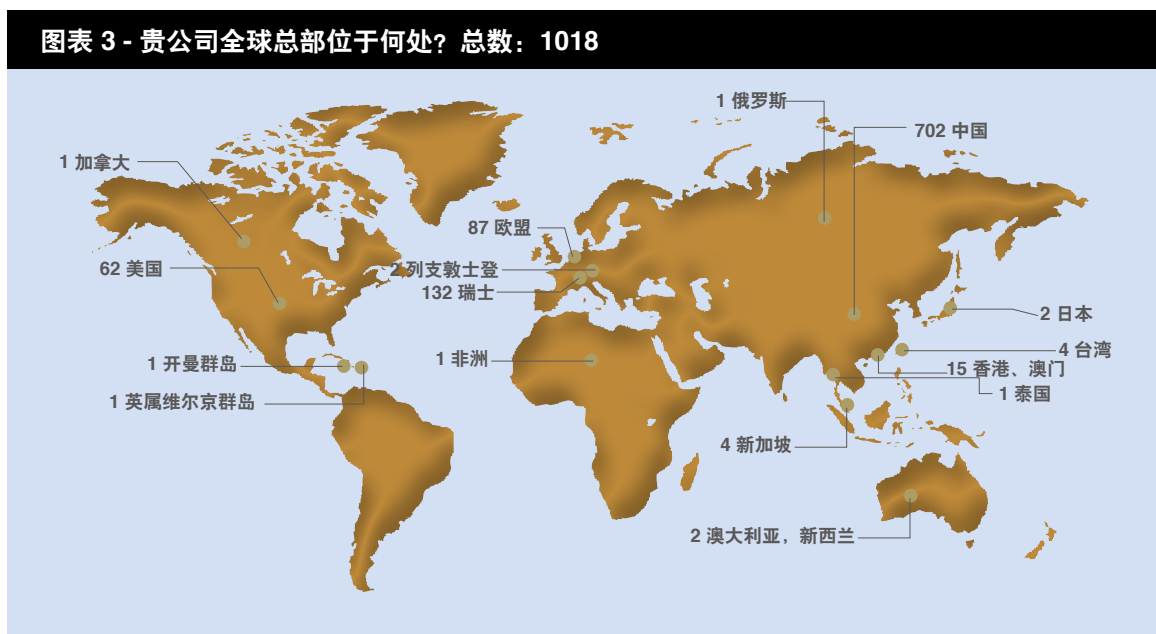 图表 3 - 贵公司全球总部位于何处？总数：1018
1 俄罗斯
702 中国
1 加拿大
87 欧盟
62 美国
2 列支敦士登
132 瑞士
2 日本
4 台湾
1 开曼群岛
1 非洲
15 香港、澳门
1 泰国
1 英属维尔京群岛
4 新加坡
2 澳大利亚，新西兰